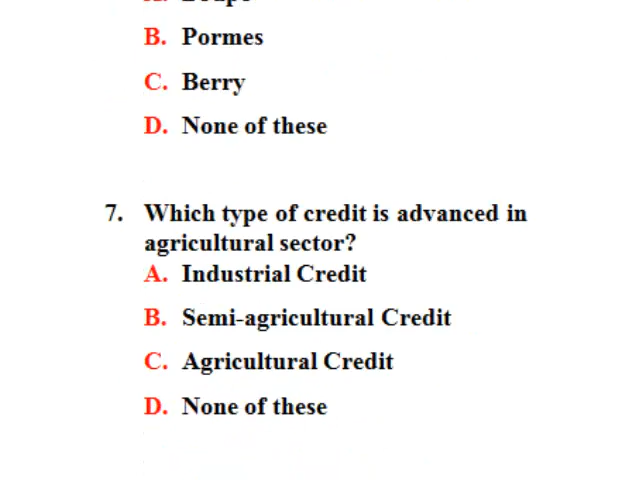 B. Pormes
C. Berry
D. None of these
7. Which type of credit is advanced in
agricultural sector?
A. Industrial Credit
B. Semi-agricultural Credit
C. Agricultural Credit
D. None of these